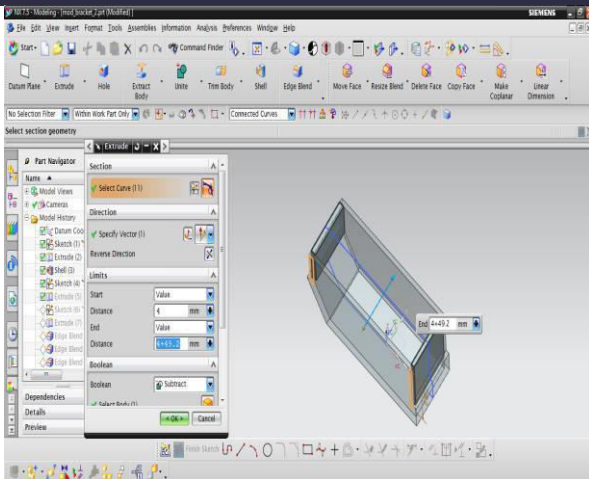 NX 7.5 - Modeling - [mod_bracket_2.prt (Modified)]
SIEMENS
File Edit View Insert Format Tools Assemblies Information Analysis Preferences Window Help
Start Command Finder
Datum Plane Extrude Hole Extract Body Unite Trim Body Shell Edge Blend Move Face Resize Blend Delete Face Copy Face Make Coplanar Linear Dimension
No Selection Filter Within Work Part Only Connected Curves
Select section geometry
Part Navigator
Name
Model Views
Cameras
Model History
Datum Coo
Sketch (1)
Extrude (2)
Shell (3)
Sketch (4)
Extrude (5)
Sketch (6)
Extrude (7)
Edge Blend
Edge Blend
Edge Blend
Dependencies
Details
Preview
Extrude
Section
Select Curve (11)
Direction
Specify Vector (1)
Reverse Direction
Limits
Start Value
Distance 4 mm
End Value
Distance 4+49.2 mm
Boolean
Boolean Subtract
Select Body (1)
< OK > Cancel
End 4+49.2 mm
Finish Sketch